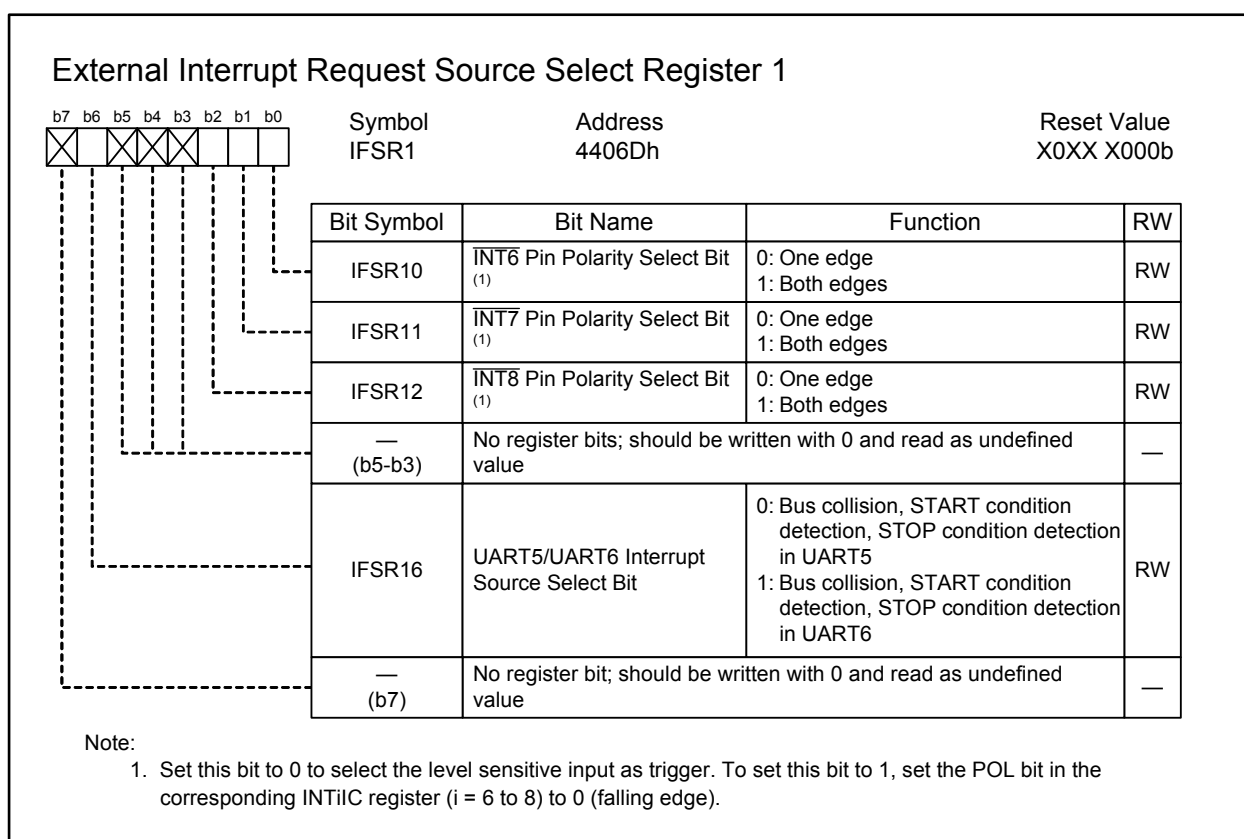 External Interrupt Request Source Select Register 1
b7 b6 b5 b4 b3 b2 b1 b0
Symbol Address Reset Value
IFSR1 4406Dh X0XX X000b
Bit Symbol Bit Name Function RW
IFSR10 INT6 Pin Polarity Select Bit (1) 0: One edge
1: Both edges RW
IFSR11 INT7 Pin Polarity Select Bit (1) 0: One edge
1: Both edges RW
IFSR12 INT8 Pin Polarity Select Bit (1) 0: One edge
1: Both edges RW
—
(b5-b3)
No register bits; should be written with 0 and read as undefined
value
—
IFSR16
UART5/UART6 Interrupt
Source Select Bit
0: Bus collision, START condition
detection, STOP condition detection
in UART5
1: Bus collision, START condition
detection, STOP condition detection
in UART6
RW
—
(b7)
No register bit; should be written with 0 and read as undefined
value
—
Note:
1. Set this bit to 0 to select the level sensitive input as trigger. To set this bit to 1, set the POL bit in the
corresponding INTiIC register (i = 6 to 8) to 0 (falling edge).